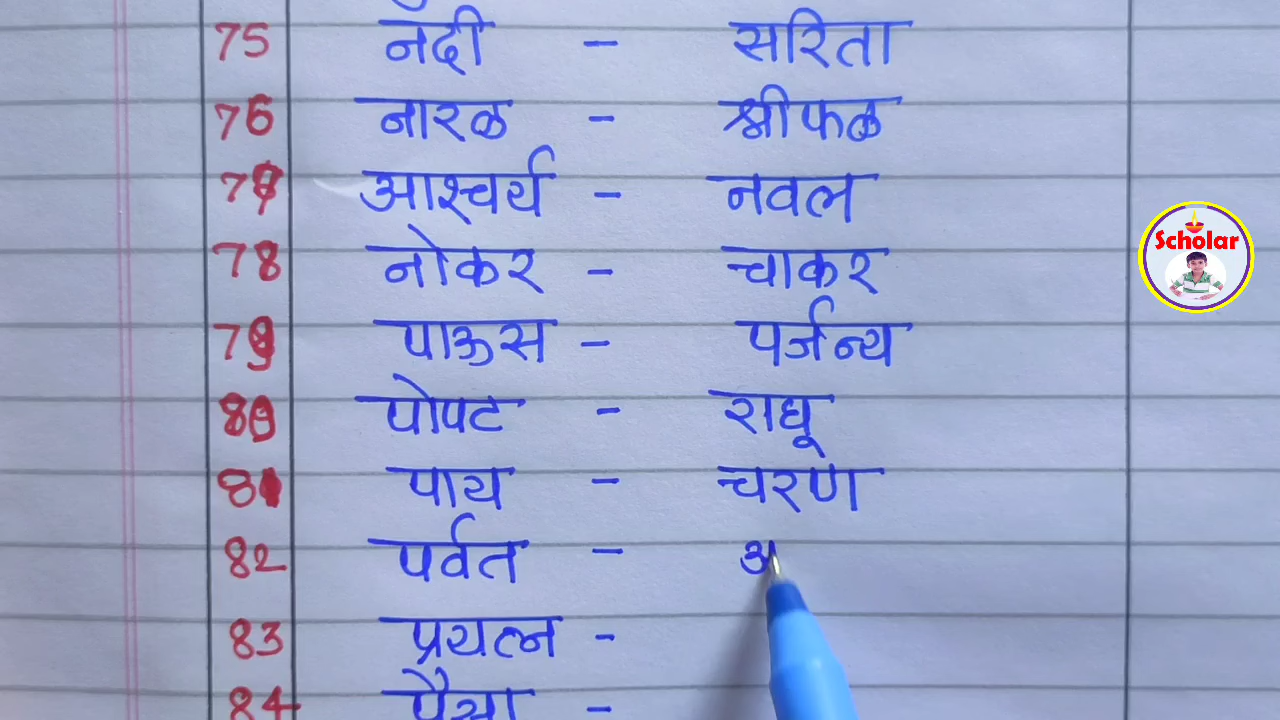 75 नदी - सरिता
76 नारळ - श्रीफळ
77 आश्चर्य - नवल
78 नोकर - चाकर
79 पाऊस - पर्जन्य
80 पोपट - राघू
81 पाय - चरण
82 पर्वत - अ
83 प्रयत्न -
84 पैसा -
Scholar